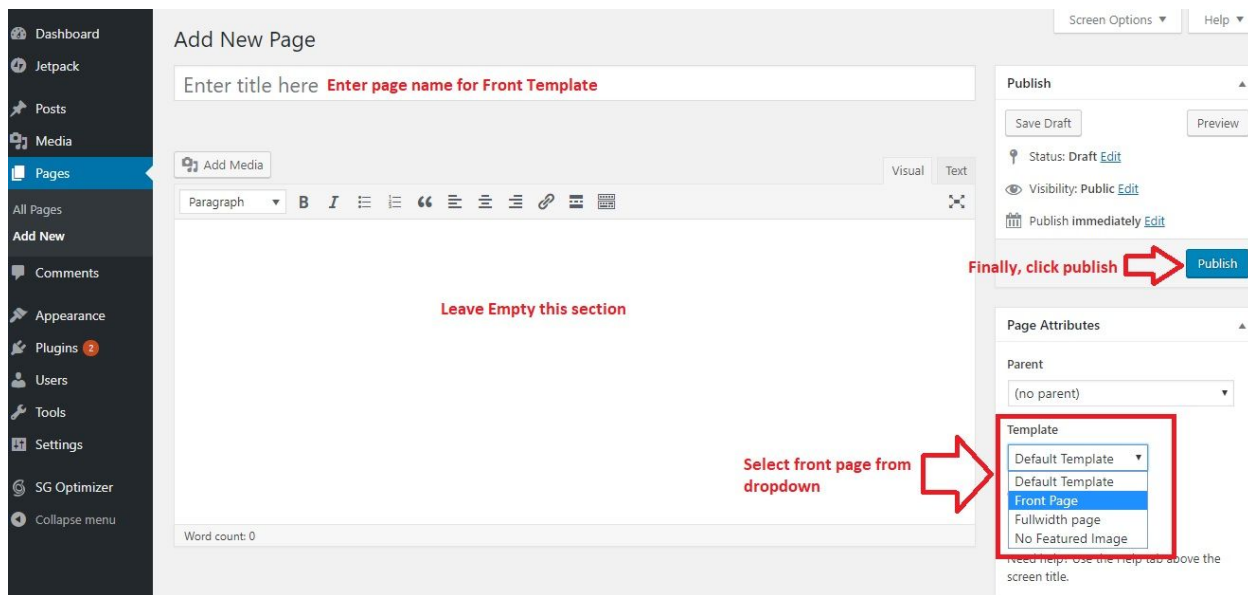 Screen Options ▼
Help ▼
Dashboard
Jetpack
Posts
Media
Pages
All Pages
Add New
Comments
Appearance
Plugins 2
Users
Tools
Settings
SG Optimizer
Collapse menu
Add New Page
Enter title here Enter page name for Front Template
Add Media
Visual Text
Paragraph ▼ B I
Leave Empty this section
Word count: 0
Publish
Save Draft Preview
Status: Draft Edit
Visibility: Public Edit
Publish immediately Edit
Finally, click publish
Publish
Page Attributes
Parent
(no parent)
Template
Default Template
Default Template
Front Page
Fullwidth page
No Featured Image
Select front page from
dropdown
Need help? Use the Help tab above the
screen title.